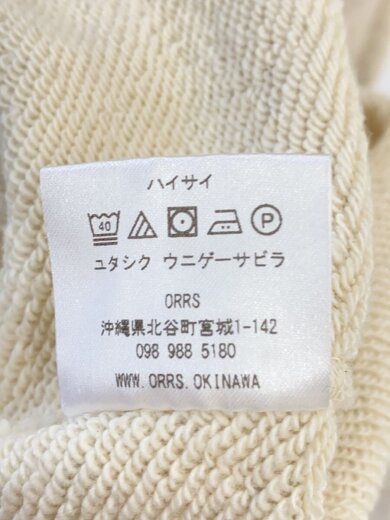 ハイサイ
40 P
ユタシク ウニゲーサビラ
ORRS
沖縄県北谷町宮城1-142
098 988 5180
WWW.ORRS.OKINAWA